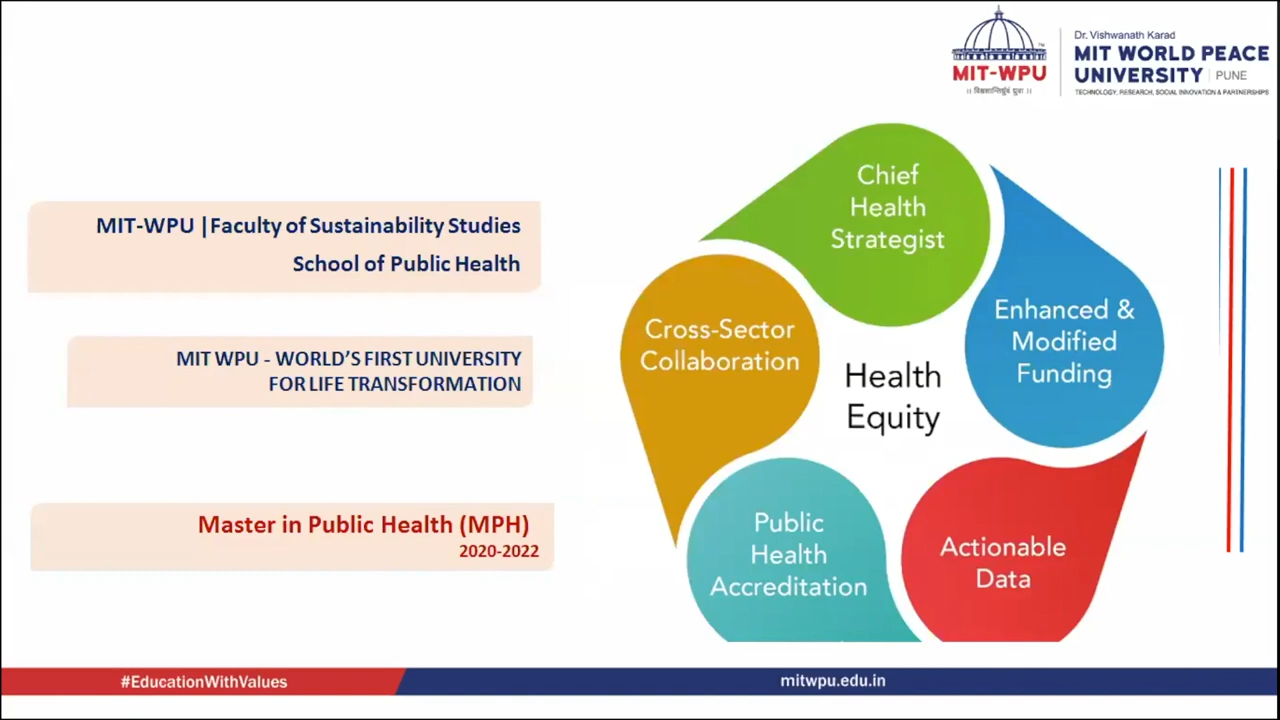 Dr. Vishwanath Karad
MIT WORLD PEACE
UNIVERSITY | PUNE
TECHNOLOGY, RESEARCH, SOCIAL INNOVATION & PARTNERSHIPS
MIT-WPU
TM
MIT-WPU |Faculty of Sustainability Studies
School of Public Health
MIT WPU - WORLD'S FIRST UNIVERSITY
FOR LIFE TRANSFORMATION
Master in Public Health (MPH)
2020-2022
Chief
Health
Strategist
Enhanced &
Modified
Funding
Cross-Sector
Collaboration
Health
Equity
Public
Health
Accreditation
Actionable
Data
#EducationWithValues
mitwpu.edu.in